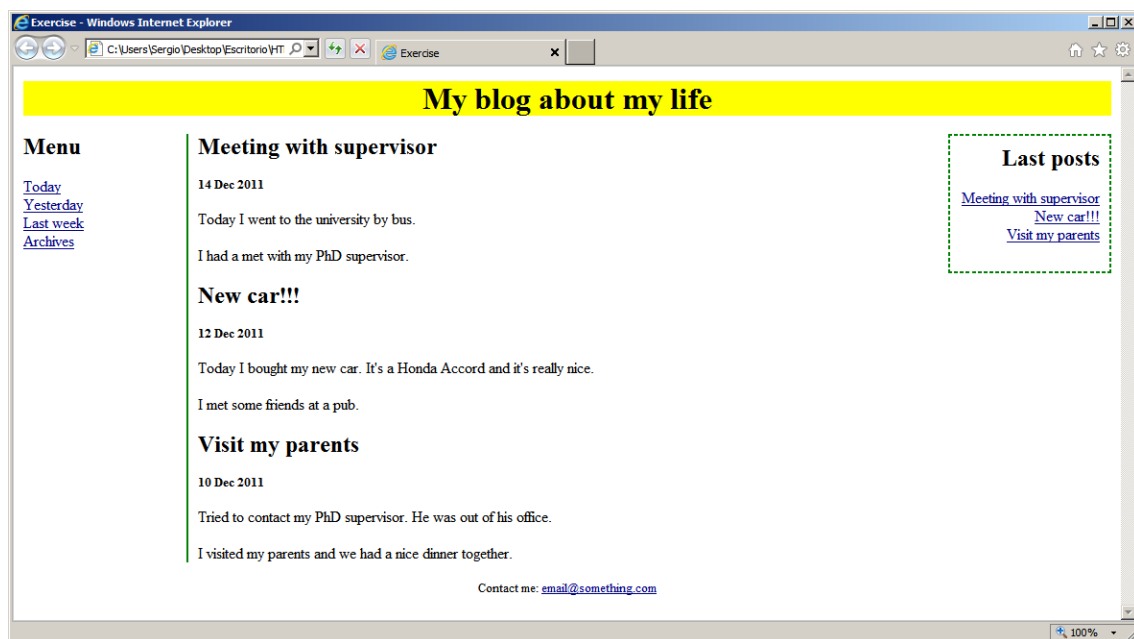 Exercise - Windows Internet Explorer
C:\Users\Sergio\Desktop\Escritorio\HT
Exercise
My blog about my life
Menu
Today
Yesterday
Last week
Archives
Meeting with supervisor
14 Dec 2011
Today I went to the university by bus.
I had a met with my PhD supervisor.
New car!!!
12 Dec 2011
Today I bought my new car. It's a Honda Accord and it's really nice.
I met some friends at a pub.
Visit my parents
10 Dec 2011
Tried to contact my PhD supervisor. He was out of his office.
I visited my parents and we had a nice dinner together.
Last posts
Meeting with supervisor
New car!!!
Visit my parents
Contact me: email@something.com
100%